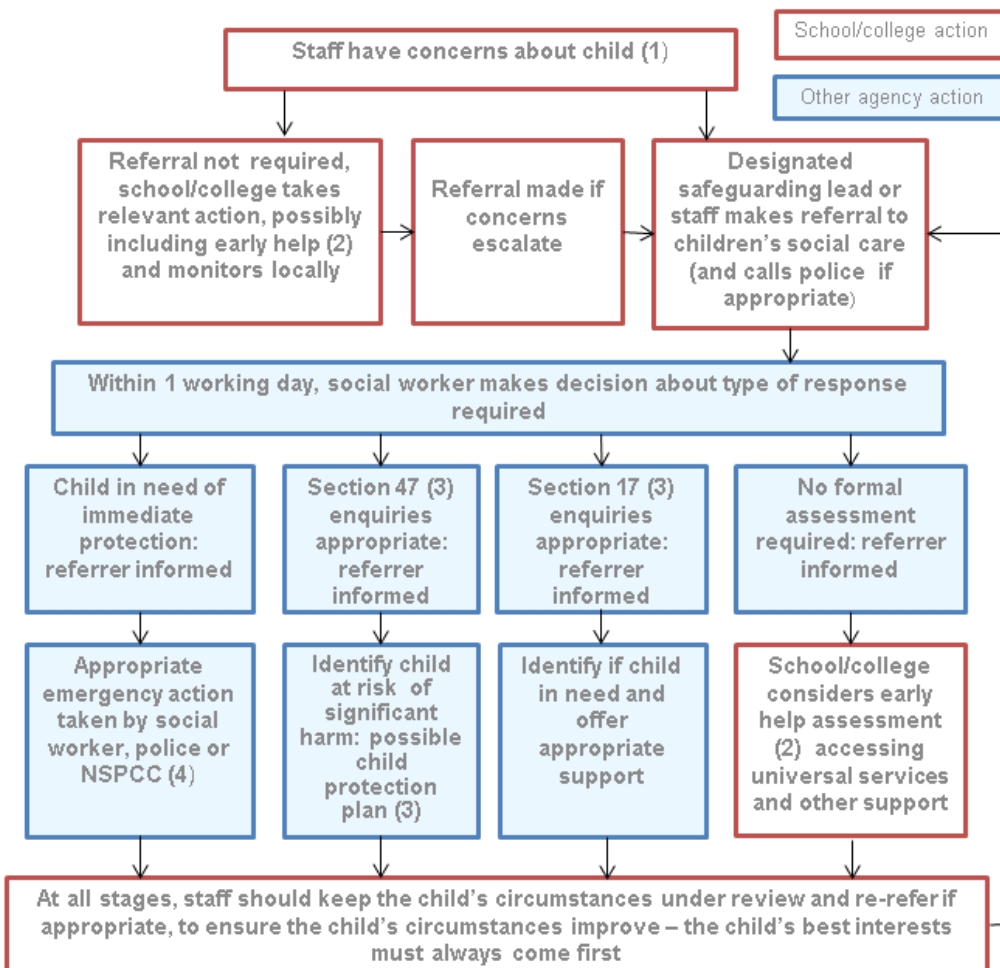 School/college action
Staff have concerns about child (1)
Other agency action
Referral not required,
school/college takes
relevant action, possibly
including early help (2)
and monitors locally
Referral made if
concerns
escalate
Designated
safeguarding lead or
staff makes referral to
children's social care
(and calls police if
appropriate)
Within 1 working day, social worker makes decision about type of response
required
Child in need of
immediate
protection:
referrer informed
Section 47 (3)
enquiries
appropriate:
referrer
informed
Section 17 (3)
enquiries
appropriate:
referrer
informed
No formal
assessment
required: referrer
informed
Appropriate
emergency action
taken by social
worker, police or
NSPCC (4)
Identify child
at risk of
significant
harm: possible
child
protection
plan (3)
Identify if child
in need and
offer
appropriate
support
School/college
considers early
help assessment
(2) accessing
universal services
and other support
At all stages, staff should keep the child's circumstances under review and re-refer if
appropriate, to ensure the child's circumstances improve – the child's best interests
must always come first